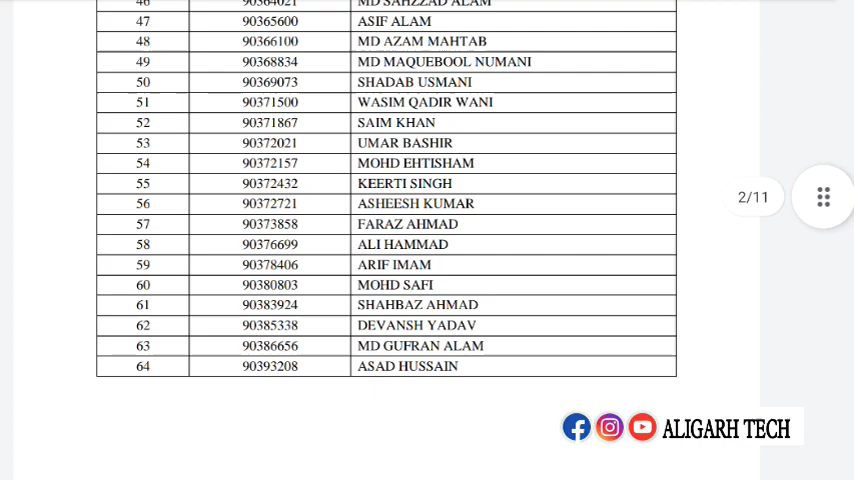 46 90364021 MD SAHZZAD ALAM
47 90365600 ASIF ALAM
48 90366100 MD AZAM MAHTAB
49 90368834 MD MAQUEBOOL NUMANI
50 90369073 SHADAB USMANI
51 90371500 WASIM QADIR WANI
52 90371867 SAIM KHAN
53 90372021 UMAR BASHIR
54 90372157 MOHD EHTISHAM
55 90372432 KEERTI SINGH
56 90372721 ASHEESH KUMAR
57 90373858 FARAZ AHMAD
58 90376699 ALI HAMMAD
59 90378406 ARIF IMAM
60 90380803 MOHD SAFI
61 90383924 SHAHBAZ AHMAD
62 90385338 DEVANSH YADAV
63 90386656 MD GUFRAN ALAM
64 90393208 ASAD HUSSAIN
2/11
ALIGARH TECH